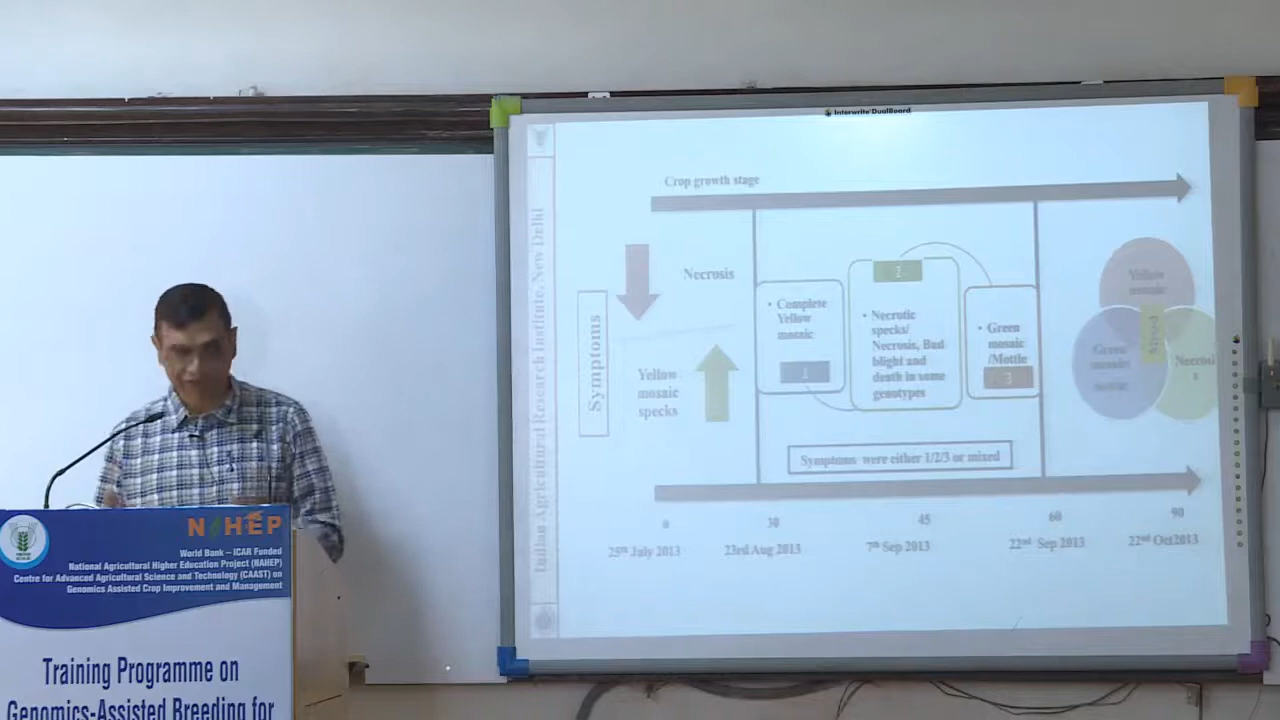 Interwrite DualBoard
Indian Agricultural Research Institute, New Delhi
Crop growth stage
Symptoms
Necrosis
Yellow
mosaic
specks
• Complete
Yellow
mosaic
1
2
• Necrotic
specks/
Necrosis, Bud
blight and
death in some
genotypes
• Green
mosaic
/Mottle
3
Yellow
mosaic
Mixed
Green
mosaic/
mottle
Necrosi
s
Symptoms were either 1/2/3 or mixed
0
30
45
60
90
25th July 2013
23rd Aug 2013
7th Sep 2013
22nd Sep 2013
22nd Oct2013
NAHEP
World Bank – ICAR Funded
National Agricultural Higher Education Project (NAHEP)
Centre for Advanced Agricultural Science and Technology (CAAST) on
Genomics Assisted Crop Improvement and Management
Training Programme on
Genomics-Assisted Breeding for